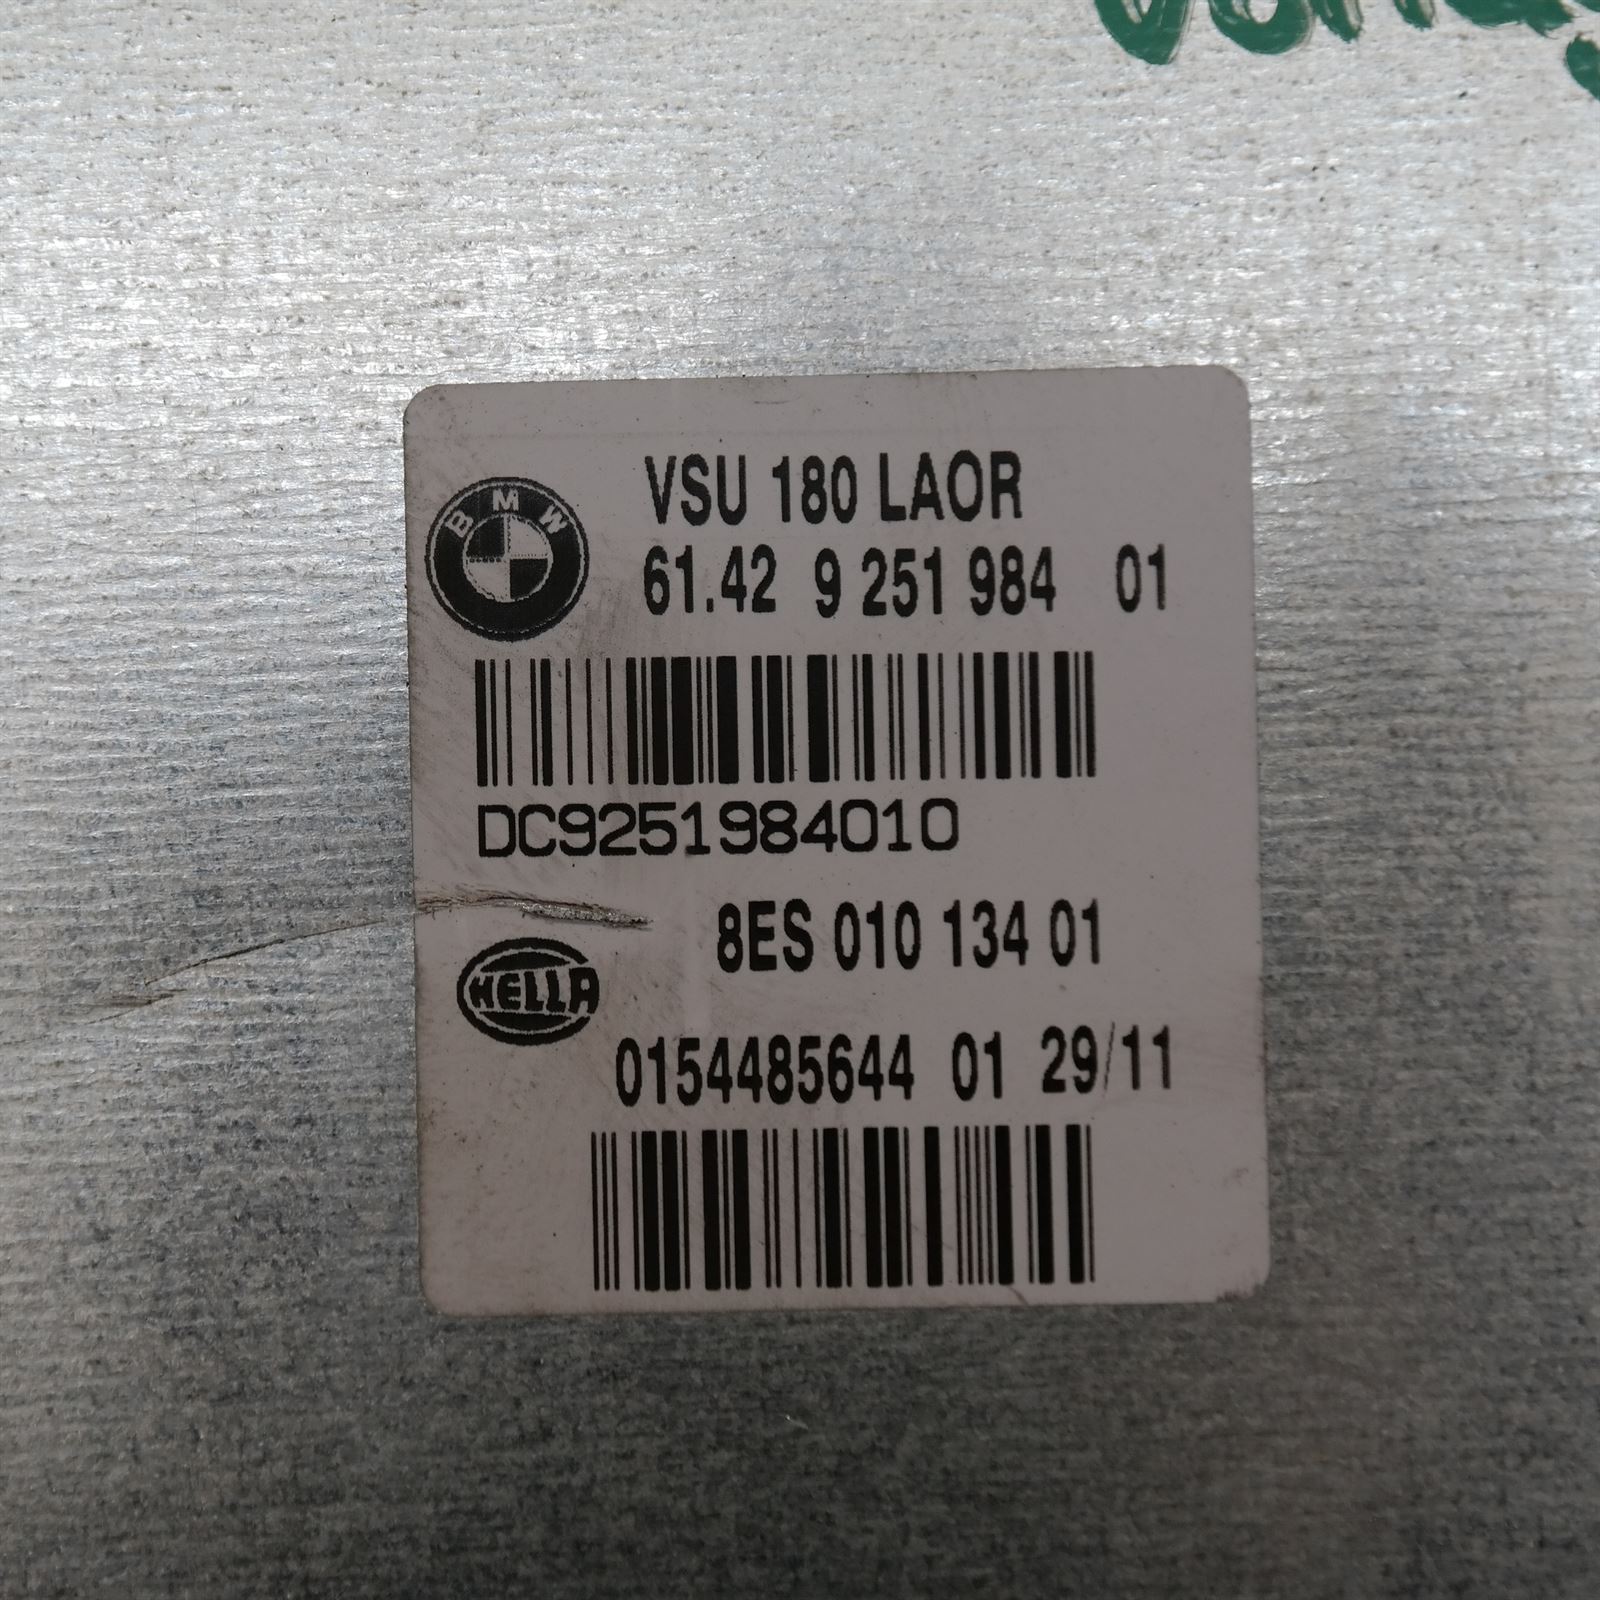 VSU 180 LAOR
BMW
61.42 9 251 984 01
DC9251984010
8ES 010 134 01
HELLA
0154485644 01 29/11